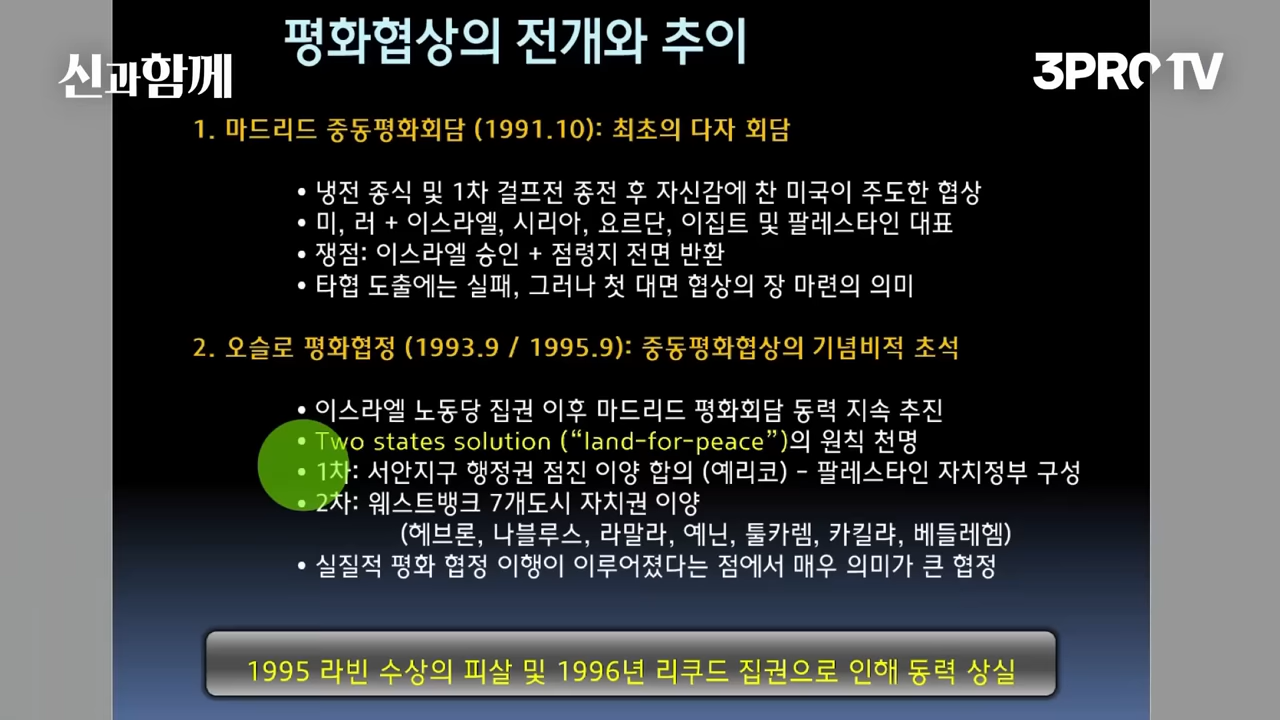 평화협상의 전개와 추이
신과함께
3PROTV
1. 마드리드 중동평화회담 (1991.10): 최초의 다자 회담
• 냉전 종식 및 1차 걸프전 종전 후 자신감에 찬 미국이 주도한 협상
• 미, 러 + 이스라엘, 시리아, 요르단, 이집트 및 팔레스타인 대표
• 쟁점: 이스라엘 승인 + 점령지 전면 반환
• 타협 도출에는 실패, 그러나 첫 대면 협상의 장 마련의 의미
2. 오슬로 평화협정 (1993.9 / 1995.9): 중동평화협상의 기념비적 초석
• 이스라엘 노동당 집권 이후 마드리드 평화회담 동력 지속 추진
• Two states solution (“land-for-peace”)의 원칙 천명
• 1차: 서안지구 행정권 점진 이양 합의 (예리코) - 팔레스타인 자치정부 구성
• 2차: 웨스트뱅크 7개도시 자치권 이양
(헤브론, 나블루스, 라말라, 예닌, 툴카렘, 카킬랴, 베들레헴)
• 실질적 평화 협정 이행이 이루어졌다는 점에서 매우 의미가 큰 협정
1995 라빈 수상의 피살 및 1996년 리쿠드 집권으로 인해 동력 상실